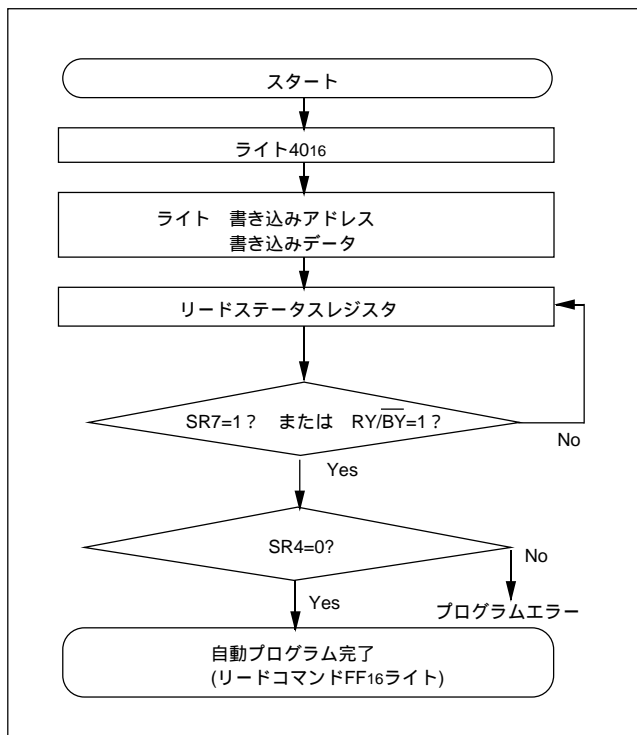 スタート
ライト4016
ライト 書き込みアドレス
書き込みデータ
リードステータスレジスタ
SR7=1? または RY/B̅Y̅=1?
No
Yes
SR4=0?
No
Yes
プログラムエラー
自動プログラム完了
(リードコマンドFF16ライト)